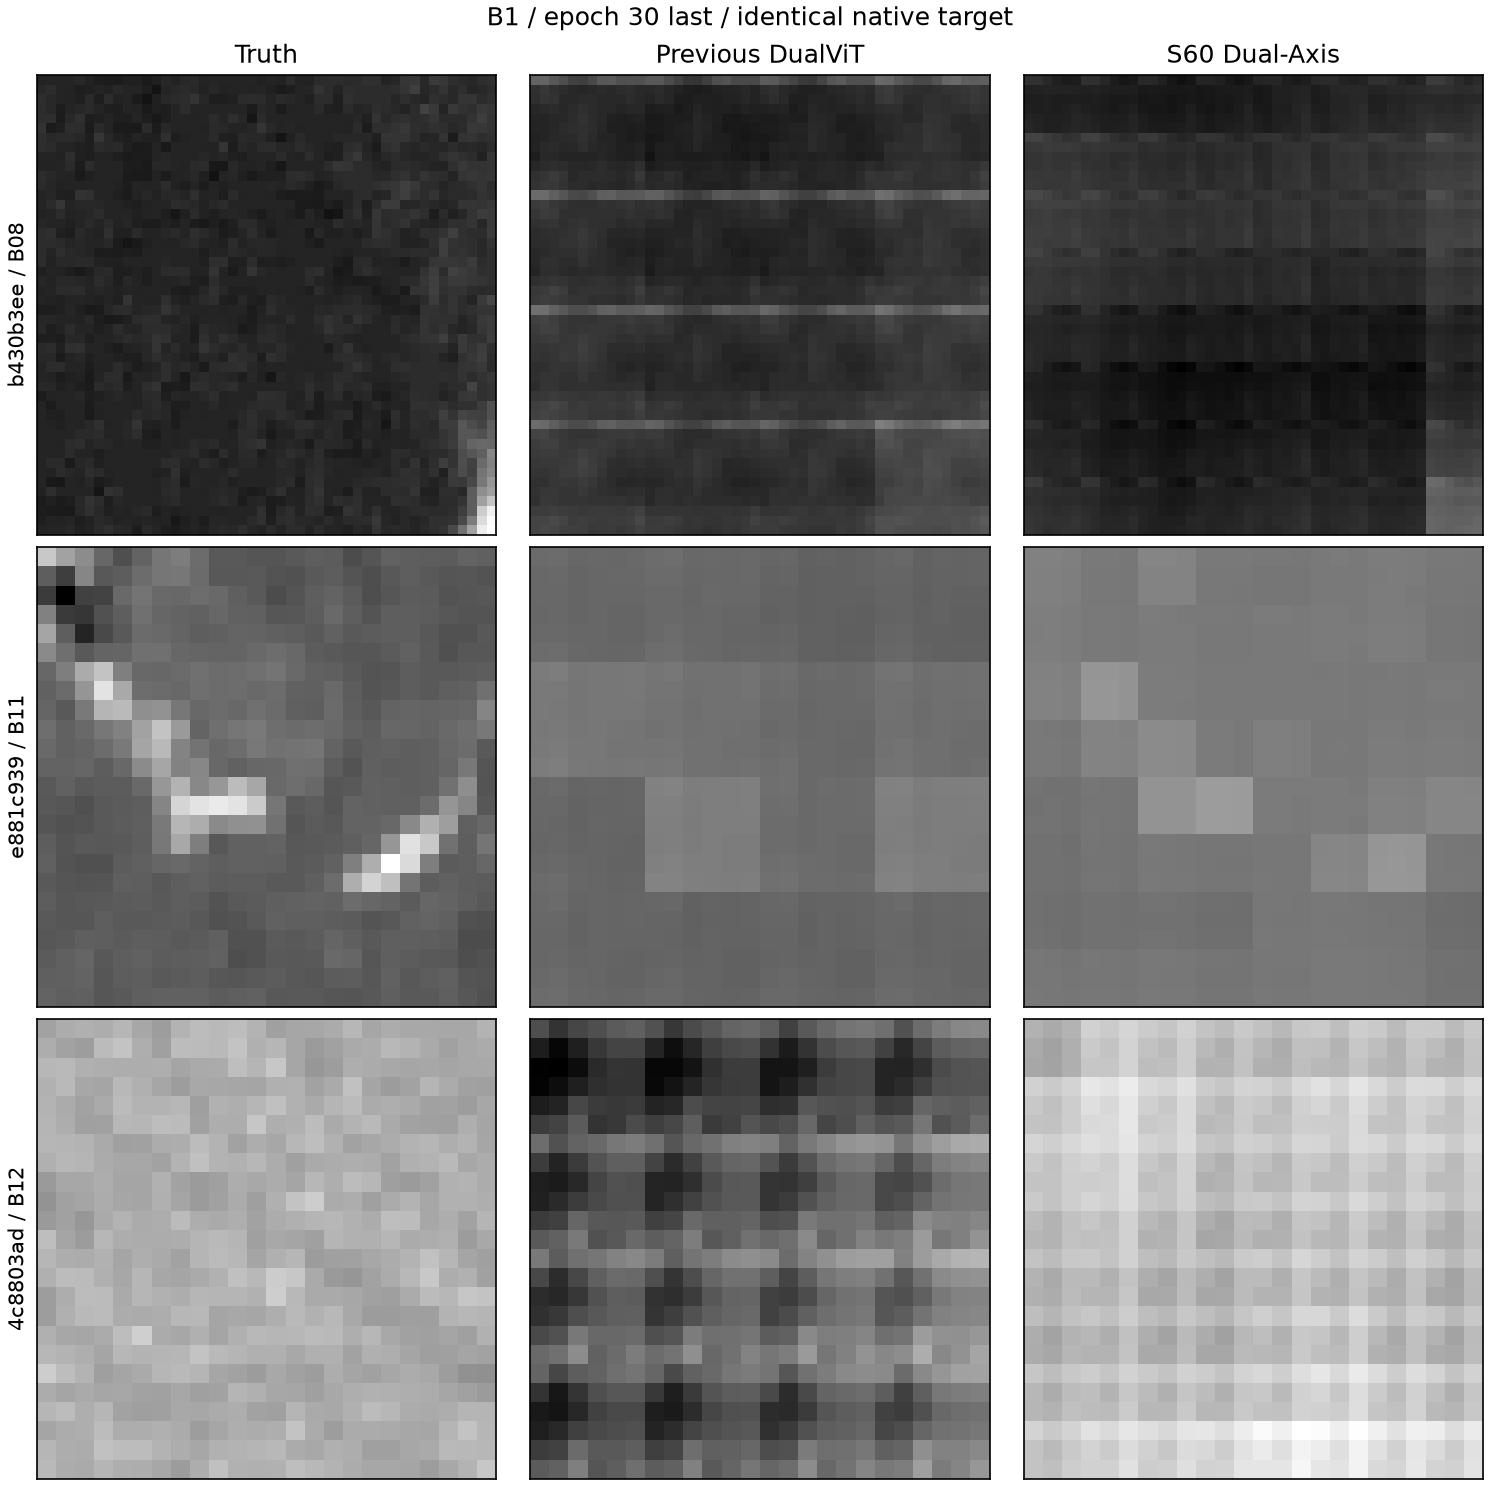 B1 / epoch 30 last / identical native target
Truth
Previous DualViT
S60 Dual-Axis
b430b3ee / B08
e881c939 / B11
4c8803ad / B12